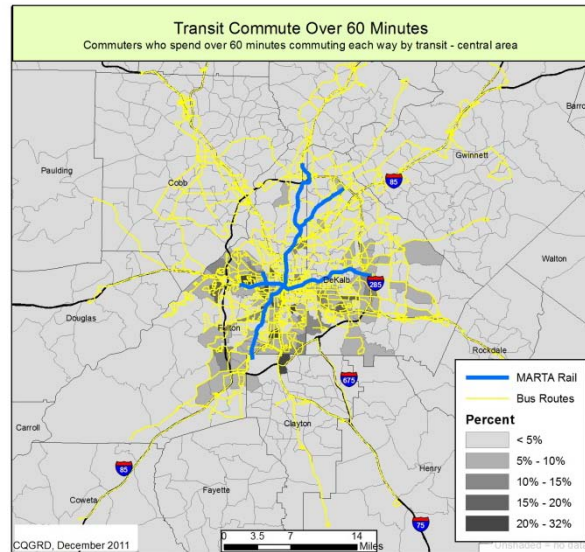 Transit Commute Over 60 Minutes
Commuters who spend over 60 minutes commuting each way by transit - central area
Barro
Gwinnett
Paulding
Cobb
85
Walton
DeKalb
285
Douglas
Fulton
Rockdale
675
Carroll
Clayton
85
Henry
Fayette
Coweta
75
MARTA Rail
Bus Routes
Percent
< 5%
5% - 10%
10% - 15%
15% - 20%
20% - 32%
Unshaded = no data
CQGRD, December 2011
0 3.5 7 14
Miles